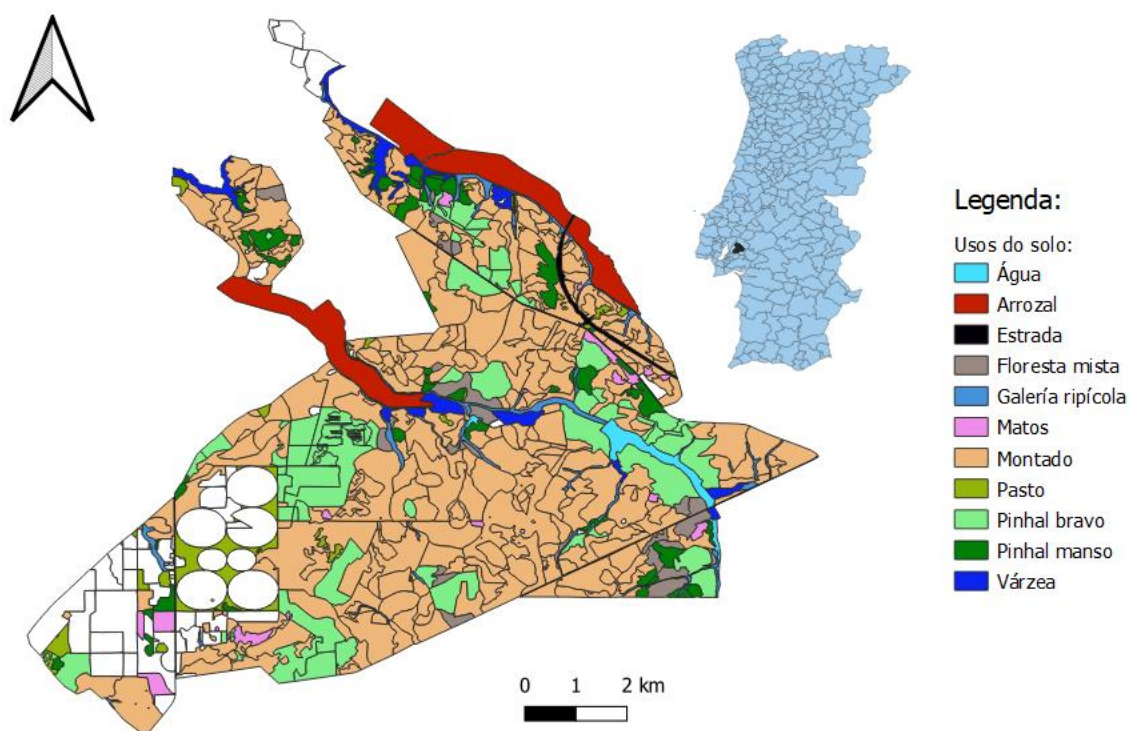 Legenda:
Usos do solo:
Água
Arrozal
Estrada
Floresta mista
Galería ripícola
Matos
Montado
Pasto
Pinhal bravo
Pinhal manso
Várzea
0 1 2 km